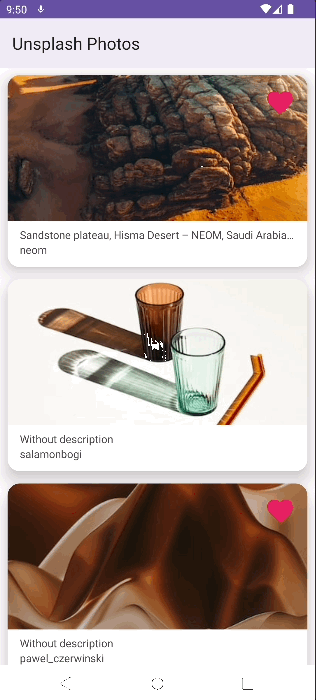 9:50
Unsplash Photos
Sandstone plateau, Hisma Desert – NEOM, Saudi Arabia...
neom
Without description
salamonbogi
Without description
pawel_czerwinski